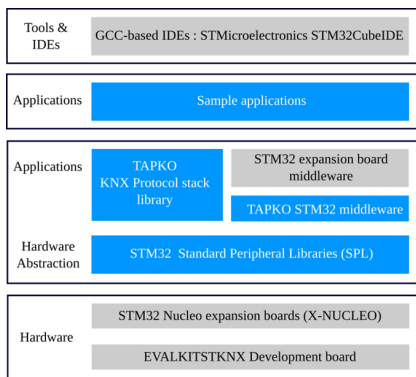 Tools &
IDEs
GCC-based IDEs : STMicroelectronics STM32CubeIDE
Applications
Sample applications
Applications
TAPKO
KNX Protocol stack
library
STM32 expansion board
middleware
TAPKO STM32 middleware
Hardware
Abstraction
STM32 Standard Peripheral Libraries (SPL)
Hardware
STM32 Nucleo expansion boards (X-NUCLEO)
EVALKITSTKNX Development board